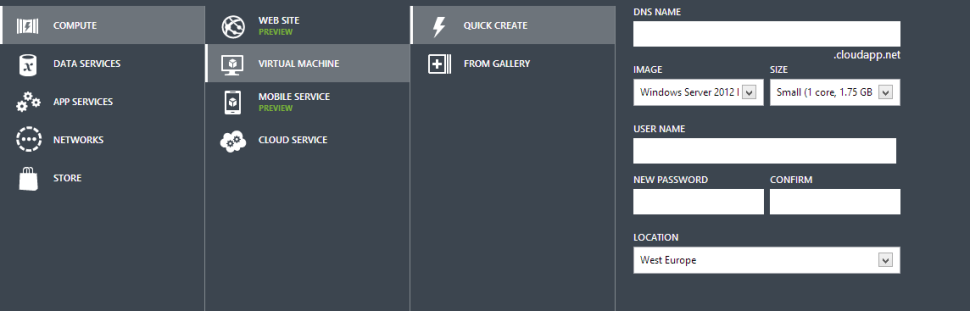 COMPUTE
DATA SERVICES
APP SERVICES
NETWORKS
STORE
WEB SITE
PREVIEW
VIRTUAL MACHINE
MOBILE SERVICE
PREVIEW
CLOUD SERVICE
QUICK CREATE
FROM GALLERY
DNS NAME
.cloudapp.net
IMAGE SIZE
Windows Server 2012 Small (1 core, 1.75 GB
USER NAME
NEW PASSWORD CONFIRM
LOCATION
West Europe